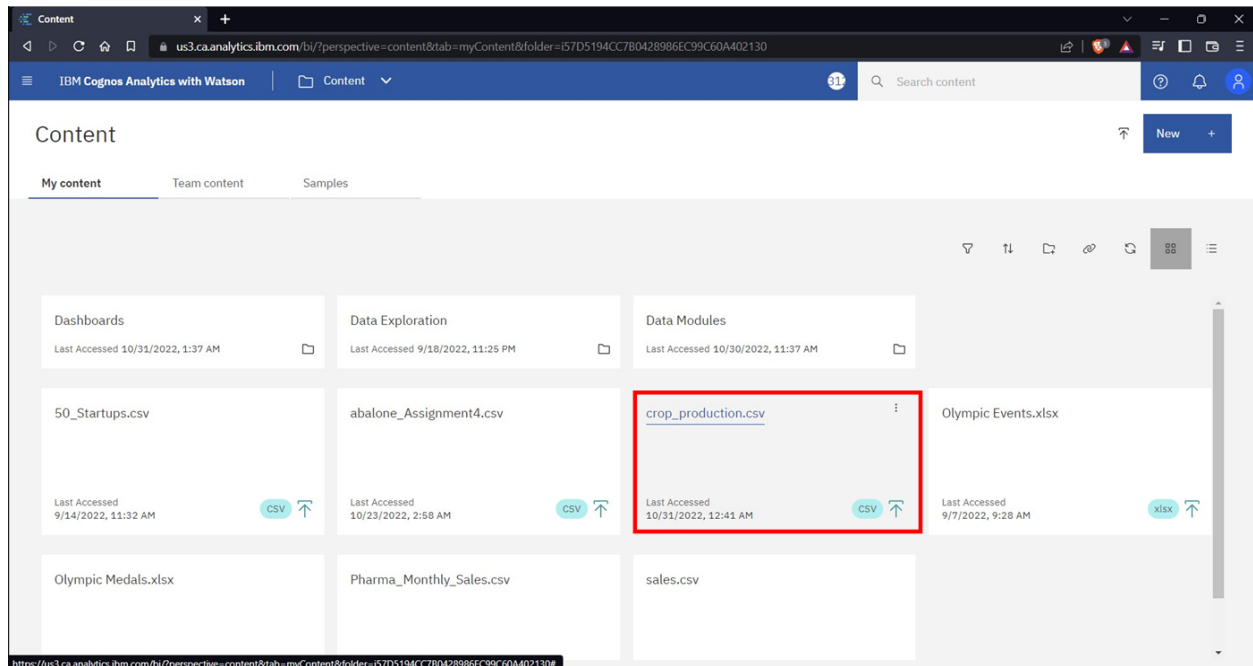 Content
us3.ca.analytics.ibm.com/bi/?perspective=content&tab=myContent&folder=i57D5194CC7B0428986EC99C60A402130
IBM Cognos Analytics with Watson
Content
Search content
Content
New +
My content
Team content
Samples
Dashboards
Last Accessed 10/31/2022, 1:37 AM
Data Exploration
Last Accessed 9/18/2022, 11:25 PM
Data Modules
Last Accessed 10/30/2022, 11:37 AM
50_Startups.csv
Last Accessed
9/14/2022, 11:32 AM
CSV
abalone_Assignment4.csv
Last Accessed
10/23/2022, 2:58 AM
CSV
crop_production.csv
Last Accessed
10/31/2022, 12:41 AM
CSV
Olympic Events.xlsx
Last Accessed
9/7/2022, 9:28 AM
xlsx
Olympic Medals.xlsx
Pharma_Monthly_Sales.csv
sales.csv
https://us3.ca.analytics.ibm.com/bi/?perspective=content&tab=myContent&folder=i57D5194CC7B0428986EC99C60A402130#